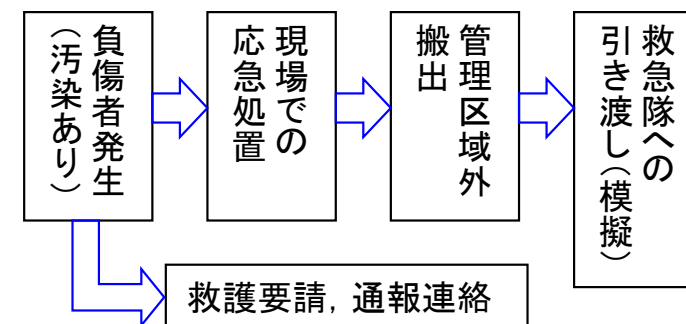 負傷者発生
（汚染あり）
現場での
応急処置
管理区域外
搬出
救急隊への
引き渡し（模擬）
救護要請，通報連絡